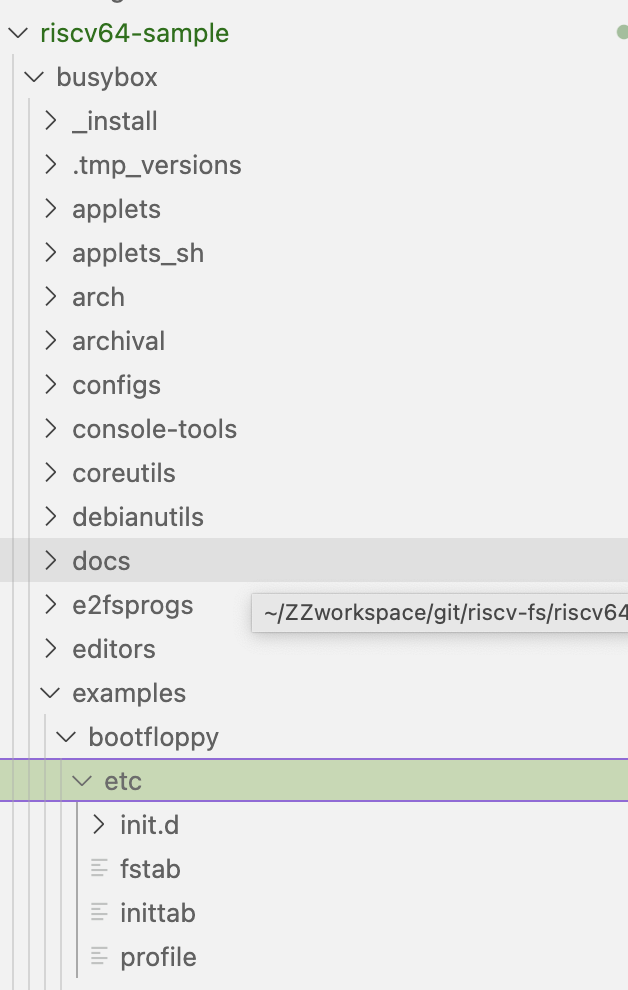 riscv64-sample
busybox
_install
.tmp_versions
applets
applets_sh
arch
archival
configs
console-tools
coreutils
debianutils
docs
e2fsprogs
~/ZZworkspace/git/riscv-fs/riscv64
editors
examples
bootfloppy
etc
init.d
fstab
inittab
profile